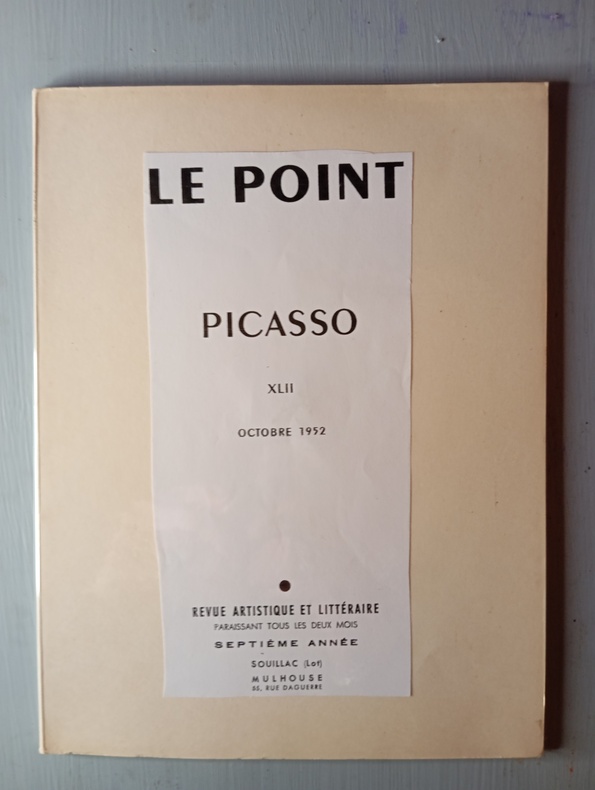 LE POINT
PICASSO
XLII
OCTOBRE 1952
REVUE ARTISTIQUE ET LITTÉRAIRE
PARAISSANT TOUS LES DEUX MOIS
SEPTIÈME ANNÉE
SOUILLAC (Lot)
MULHOUSE
55, RUE DAGUERRE